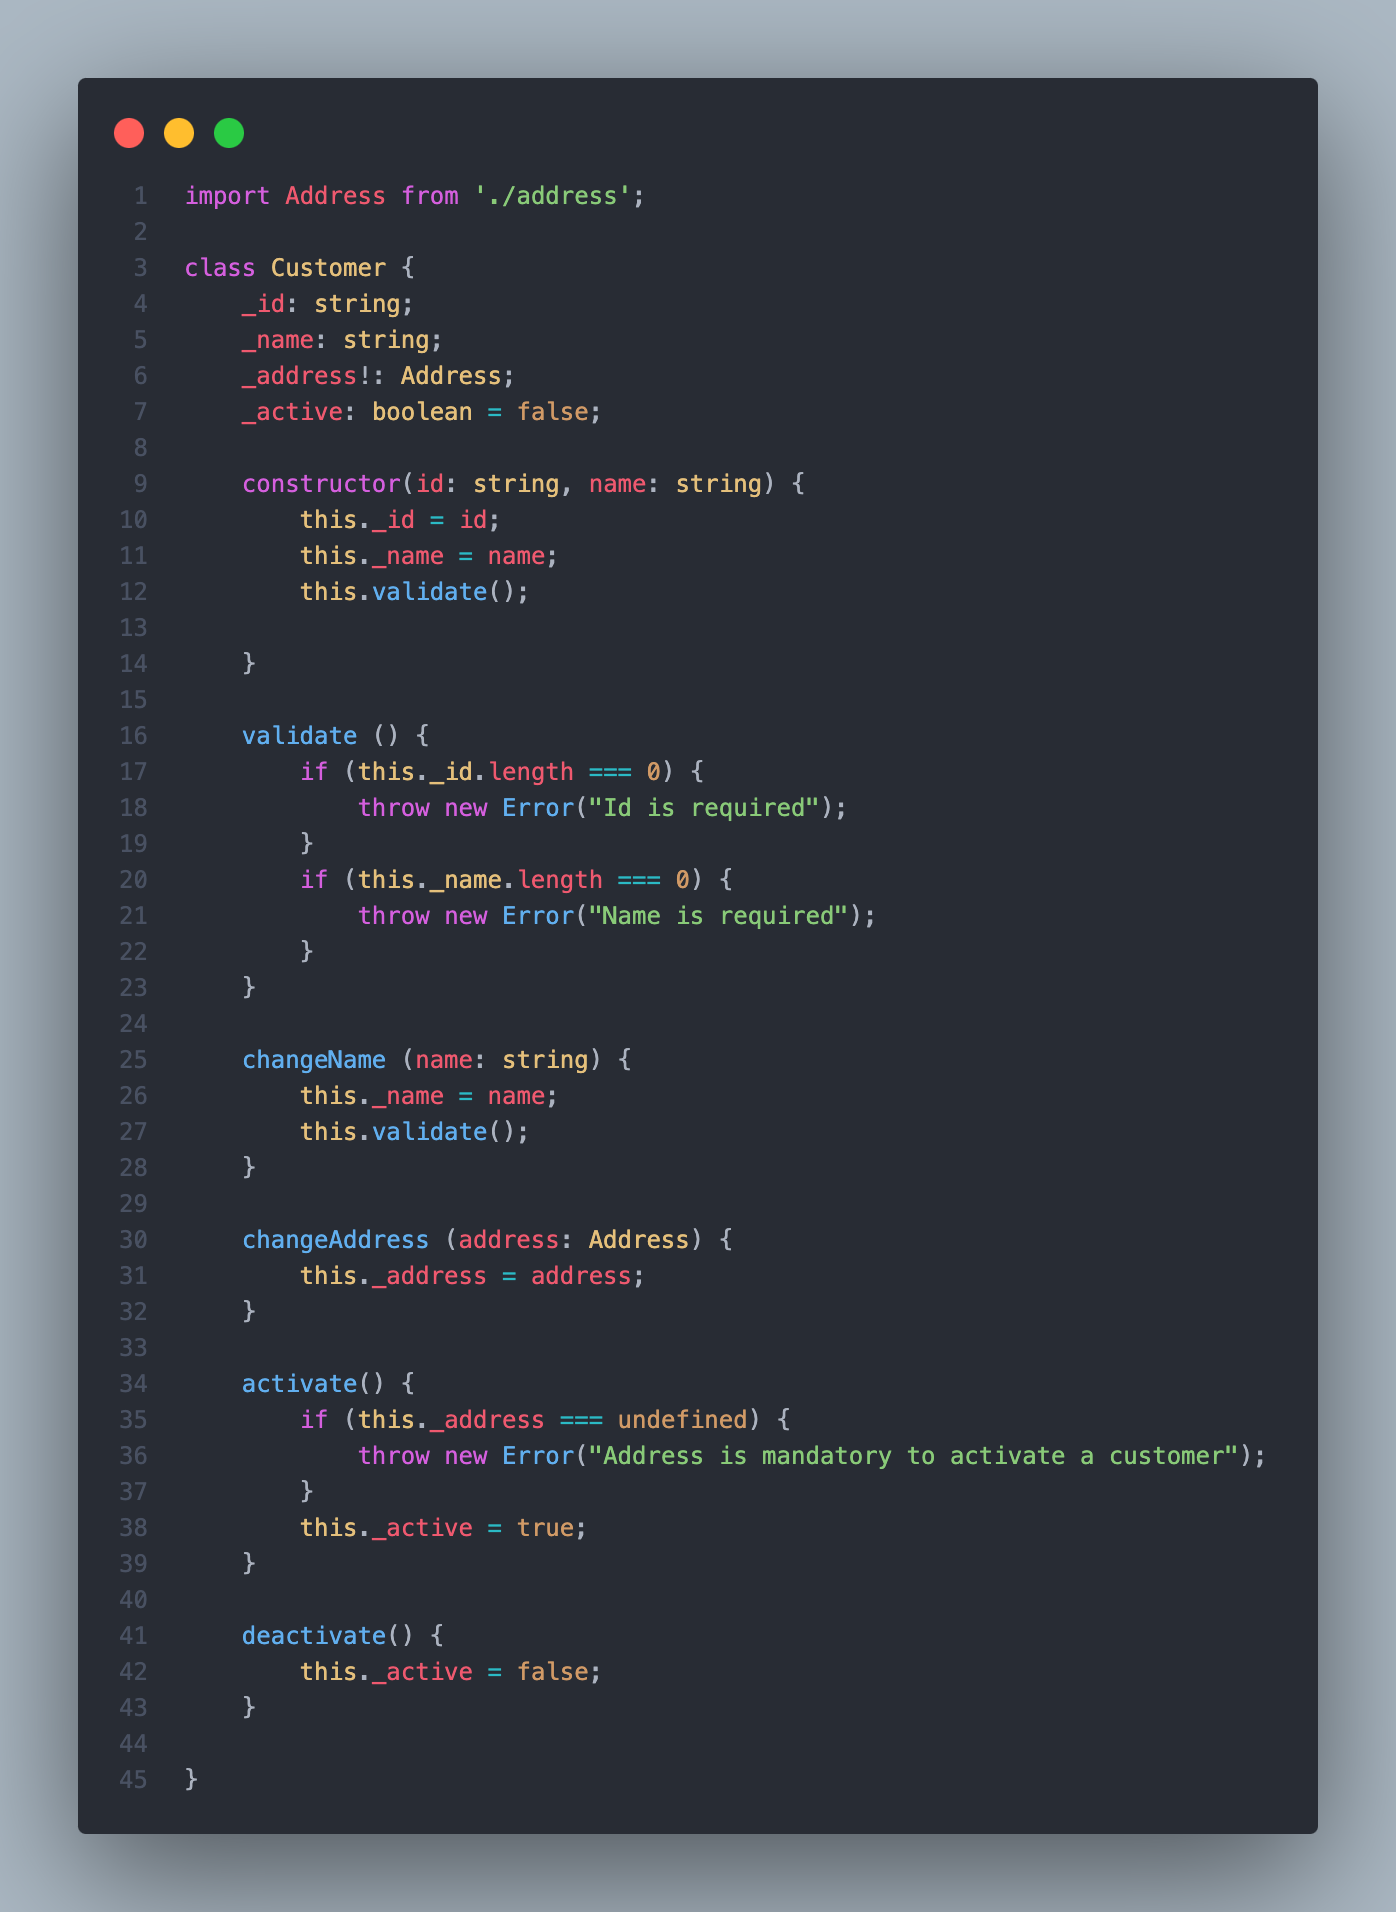 1 import Address from './address';
2
3 class Customer {
4     _id: string;
5     _name: string;
6     _address!: Address;
7     _active: boolean = false;
8
9     constructor(id: string, name: string) {
10         this._id = id;
11         this._name = name;
12         this.validate();
13
14     }
15
16     validate () {
17         if (this._id.length === 0) {
18             throw new Error("Id is required");
19         }
20         if (this._name.length === 0) {
21             throw new Error("Name is required");
22         }
23     }
24
25     changeName (name: string) {
26         this._name = name;
27         this.validate();
28     }
29
30     changeAddress (address: Address) {
31         this._address = address;
32     }
33
34     activate() {
35         if (this._address === undefined) {
36             throw new Error("Address is mandatory to activate a customer");
37         }
38         this._active = true;
39     }
40
41     deactivate() {
42         this._active = false;
43     }
44
45 }